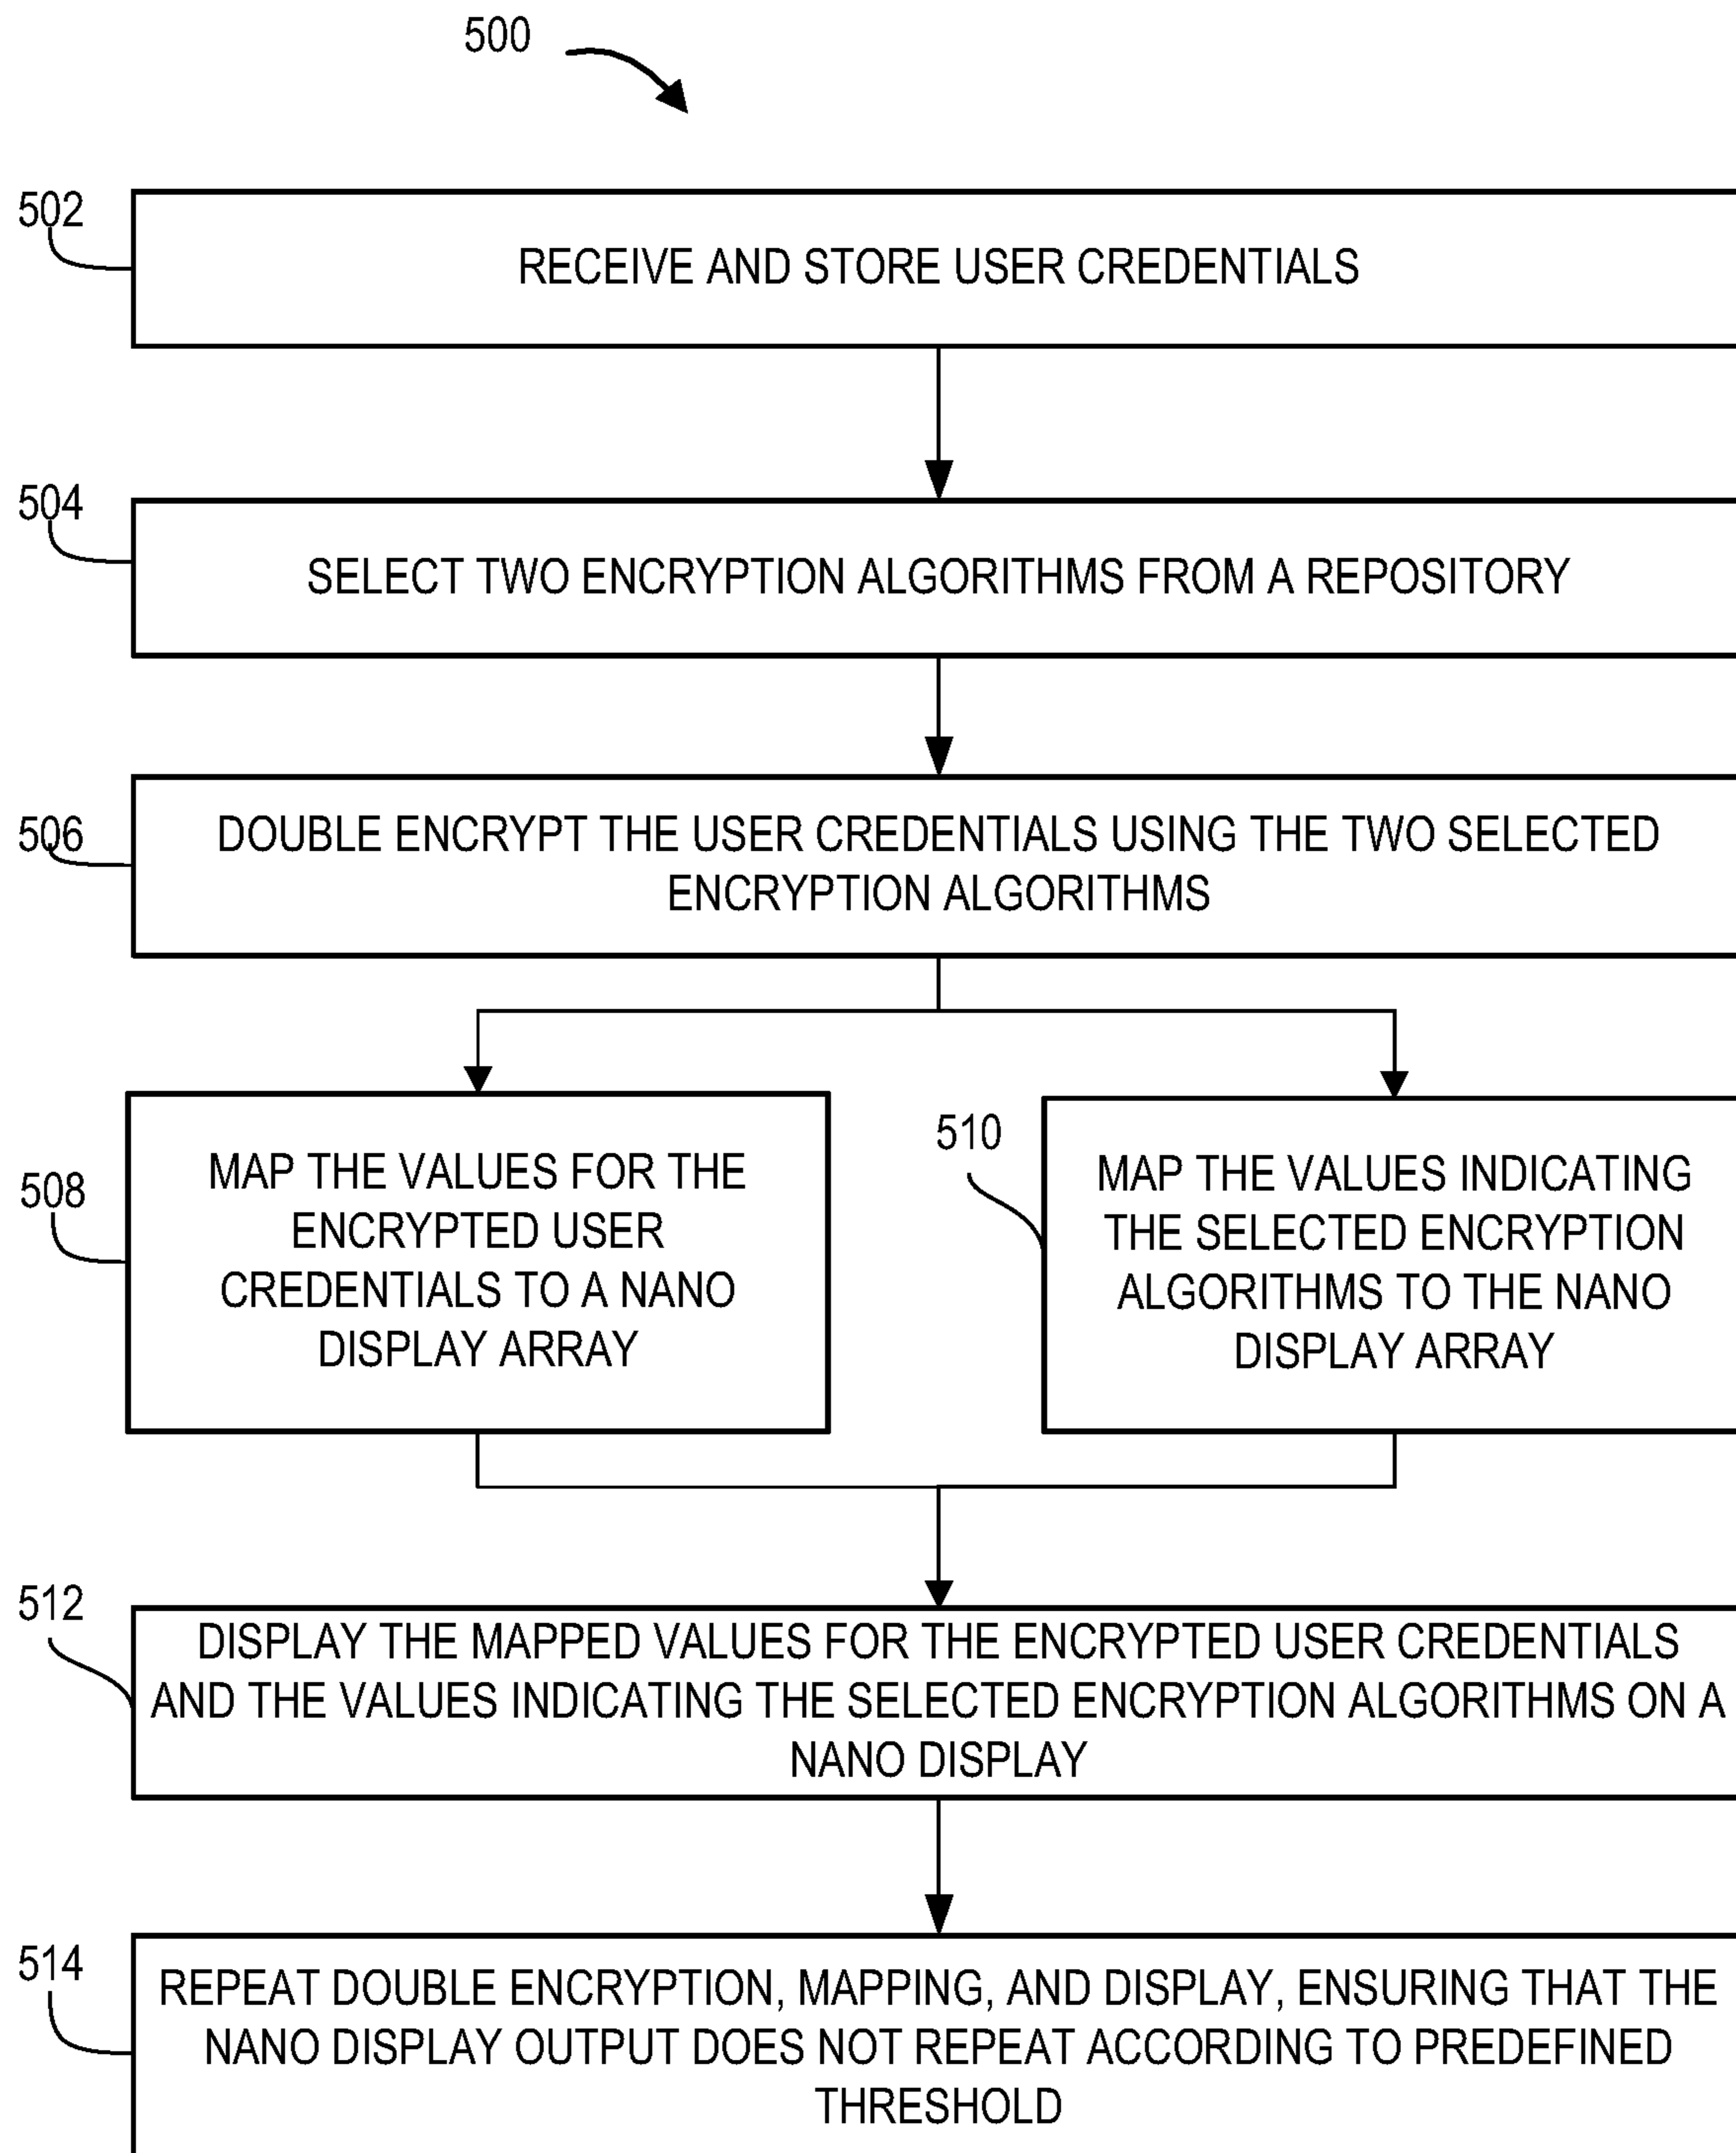 500
502
RECEIVE AND STORE USER CREDENTIALS
504
SELECT TWO ENCRYPTION ALGORITHMS FROM A REPOSITORY
506
DOUBLE ENCRYPT THE USER CREDENTIALS USING THE TWO SELECTED
ENCRYPTION ALGORITHMS
508
MAP THE VALUES FOR THE
ENCRYPTED USER
CREDENTIALS TO A NANO
DISPLAY ARRAY
510
MAP THE VALUES INDICATING
THE SELECTED ENCRYPTION
ALGORITHMS TO THE NANO
DISPLAY ARRAY
512
DISPLAY THE MAPPED VALUES FOR THE ENCRYPTED USER CREDENTIALS
AND THE VALUES INDICATING THE SELECTED ENCRYPTION ALGORITHMS ON A
NANO DISPLAY
514
REPEAT DOUBLE ENCRYPTION, MAPPING, AND DISPLAY, ENSURING THAT THE
NANO DISPLAY OUTPUT DOES NOT REPEAT ACCORDING TO PREDEFINED
THRESHOLD